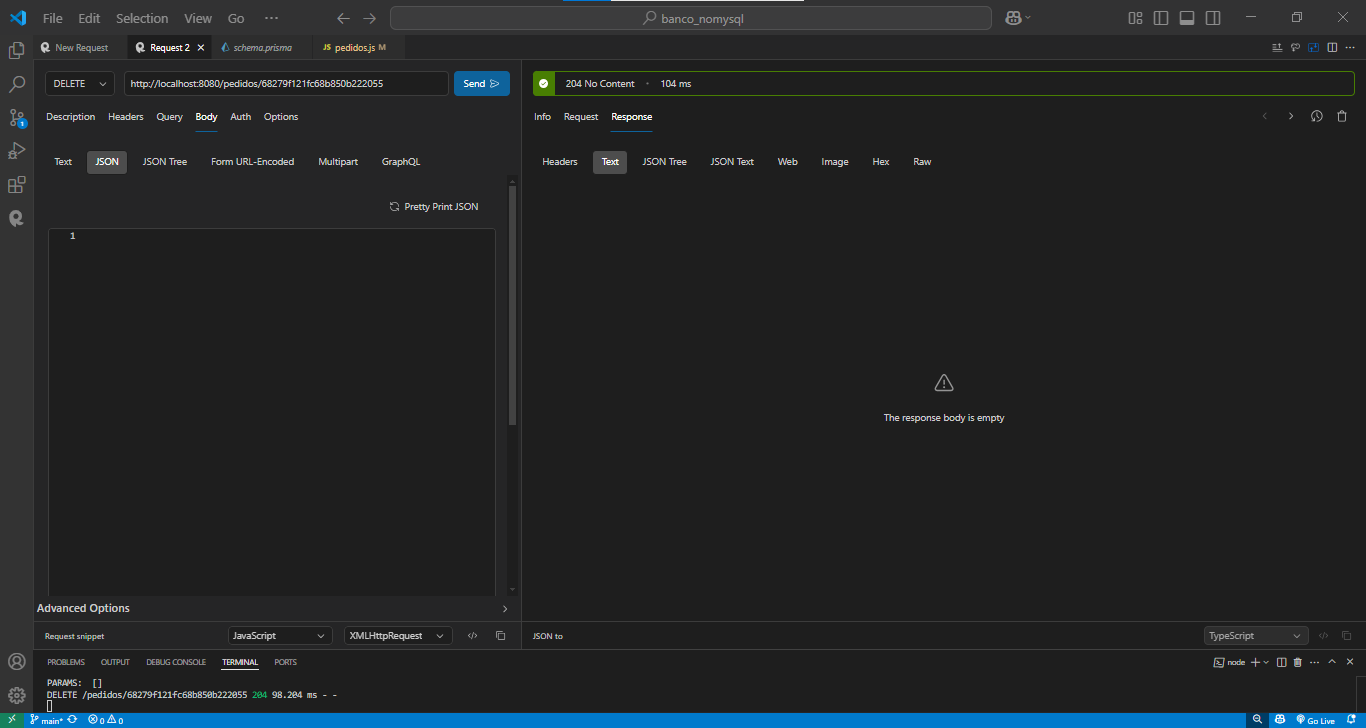 File Edit Selection View Go ··· banco_nomysql
New Request Request 2 schema.prisma JS pedidos.js M
DELETE http://localhost:8080/pedidos/68279f121fc68b850b222055 Send
204 No Content · 104 ms
Description Headers Query Body Auth Options
Info Request Response
Text JSON JSON Tree Form URL-Encoded Multipart GraphQL
Headers Text JSON Tree JSON Text Web Image Hex Raw
Pretty Print JSON
1
The response body is empty
Advanced Options
Request snippet JavaScript XMLHttpRequest
JSON to TypeScript
PROBLEMS OUTPUT DEBUG CONSOLE TERMINAL PORTS node
PARAMS: []
DELETE /pedidos/68279f121fc68b850b222055 204 98.204 ms - -
main* 0 0 Go Live